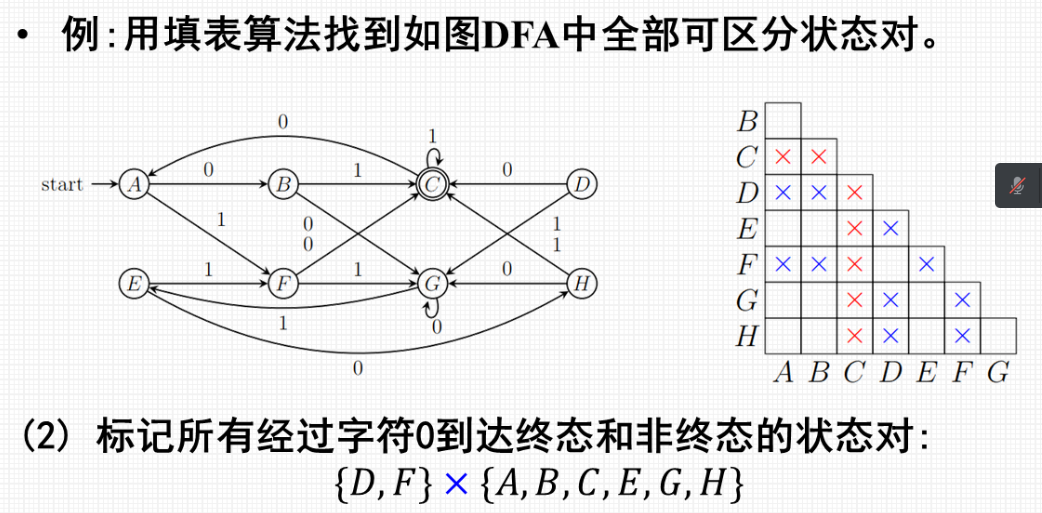 • 例:用填表算法找到如图DFA中全部可区分状态对。
0
1
B
start
A
0
B
1
C
0
D
C × ×
D × × ×
1
0
1
E × ×
0
1
F × × × ×
E
1
F
1
G
0
H
G × × ×
1
0
H × × ×
0
A B C D E F G
(2) 标记所有经过字符0到达终态和非终态的状态对:
{D, F} × {A, B, C, E, G, H}